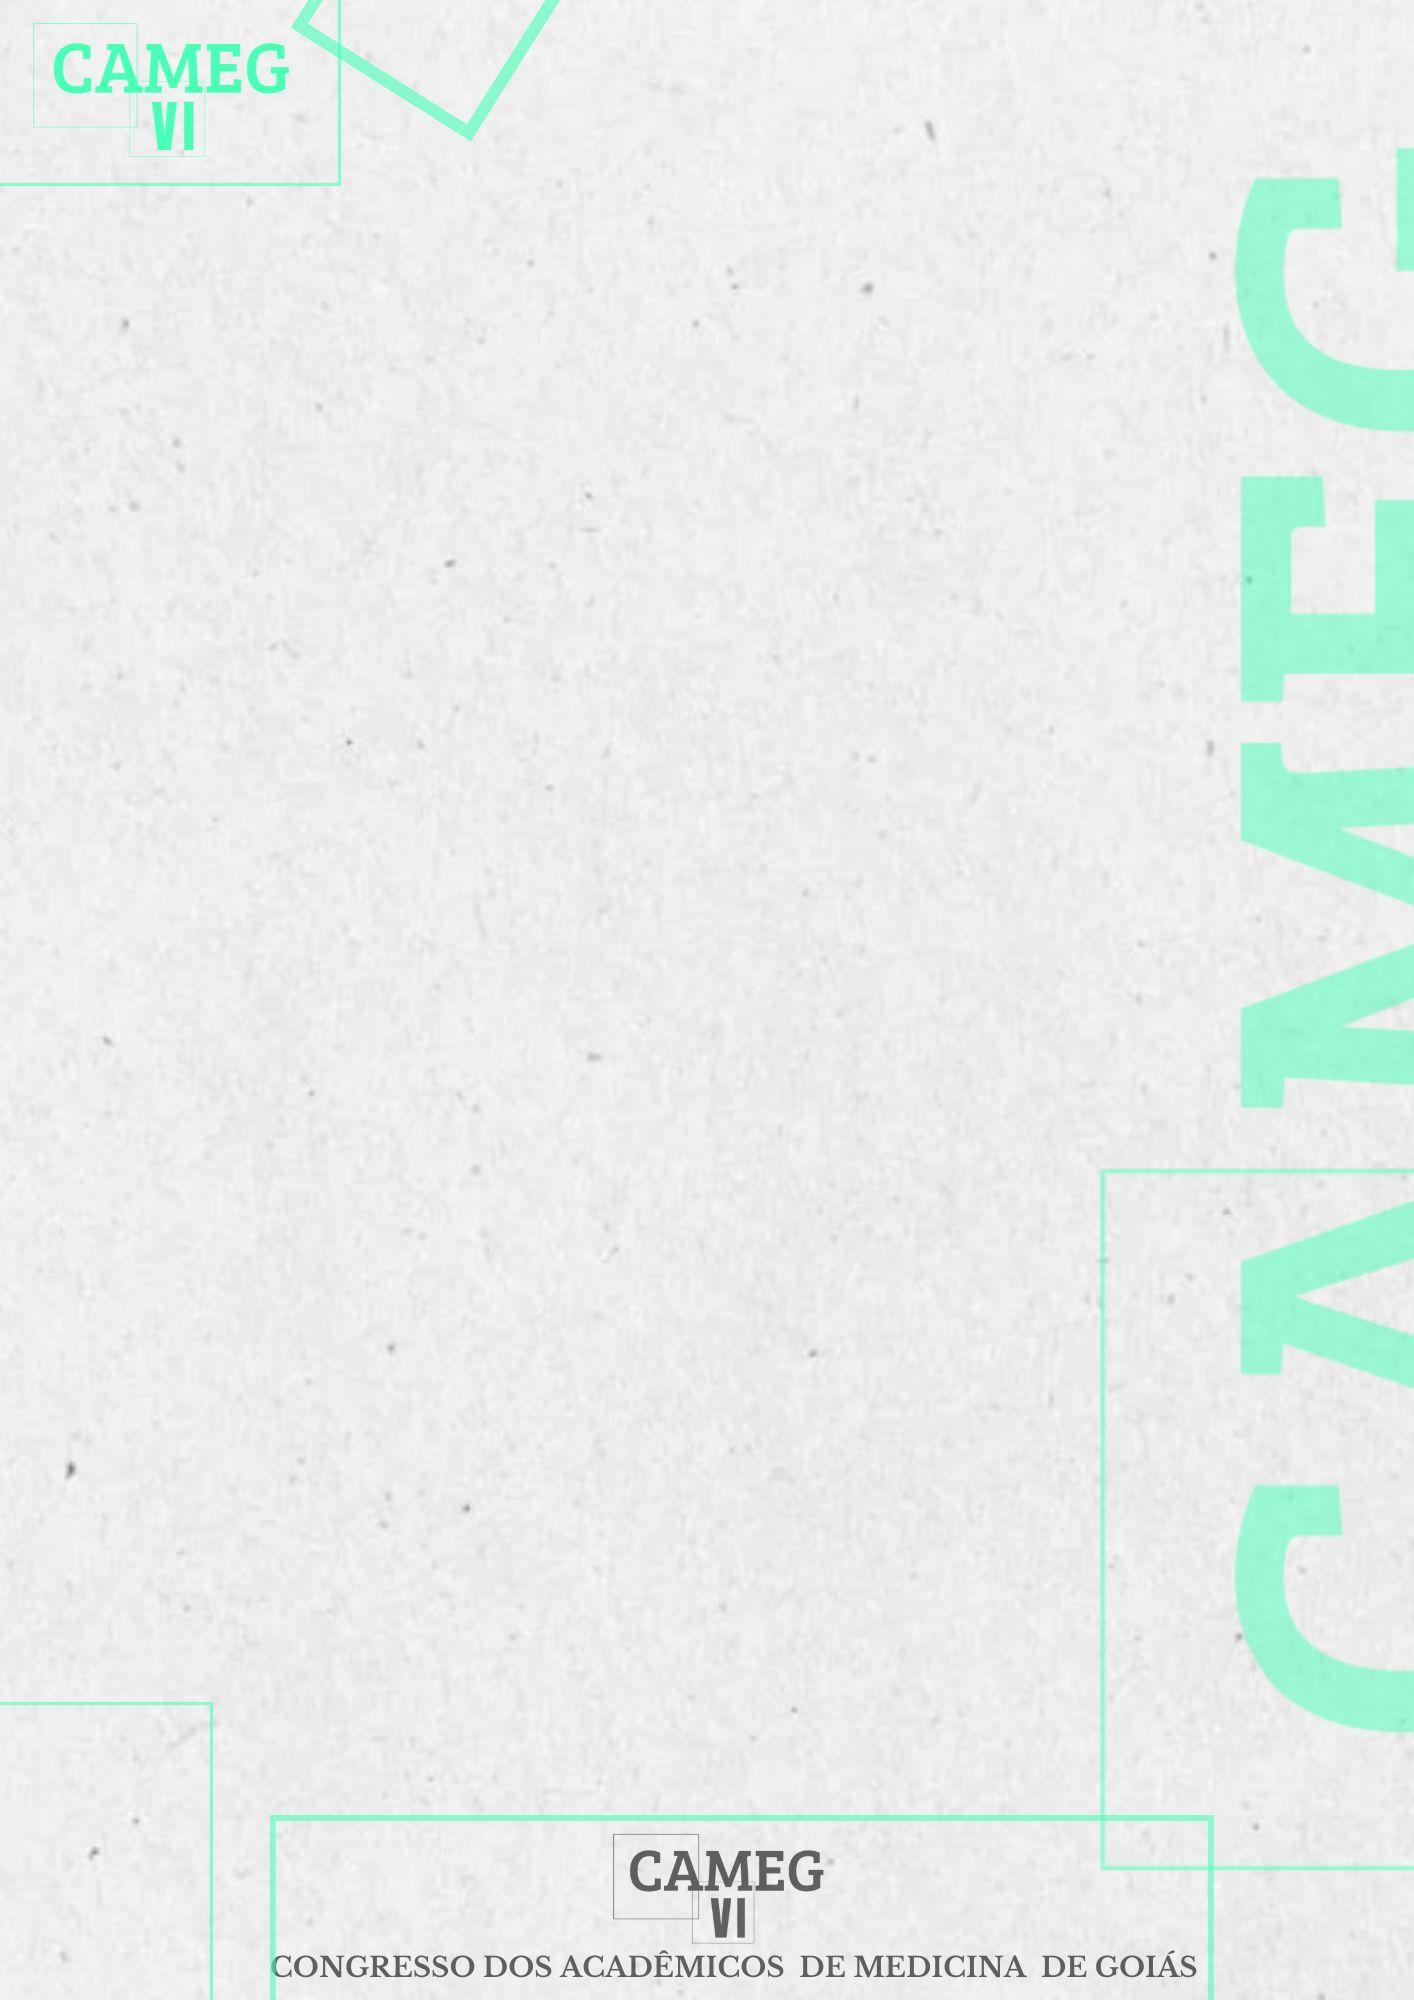 CAMEG
VI
CAMEG
CAMEG
VI
CONGRESSO DOS ACADÊMICOS DE MEDICINA DE GOIÁS